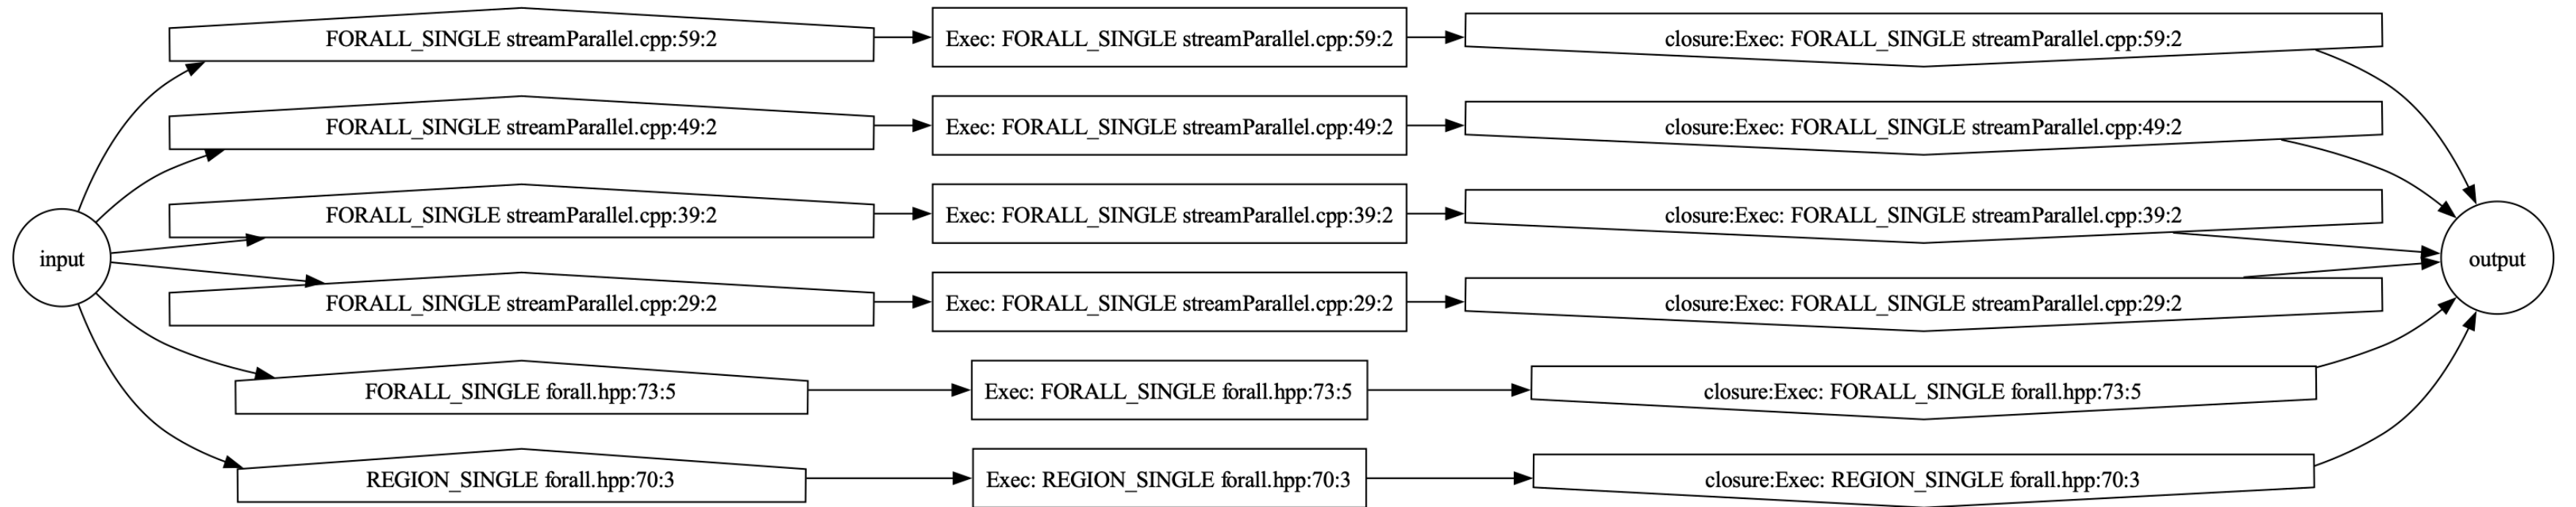 FORALL_SINGLE streamParallel.cpp:59:2
Exec: FORALL_SINGLE streamParallel.cpp:59:2
closure:Exec: FORALL_SINGLE streamParallel.cpp:59:2
FORALL_SINGLE streamParallel.cpp:49:2
Exec: FORALL_SINGLE streamParallel.cpp:49:2
closure:Exec: FORALL_SINGLE streamParallel.cpp:49:2
FORALL_SINGLE streamParallel.cpp:39:2
Exec: FORALL_SINGLE streamParallel.cpp:39:2
closure:Exec: FORALL_SINGLE streamParallel.cpp:39:2
input
output
FORALL_SINGLE streamParallel.cpp:29:2
Exec: FORALL_SINGLE streamParallel.cpp:29:2
closure:Exec: FORALL_SINGLE streamParallel.cpp:29:2
FORALL_SINGLE forall.hpp:73:5
Exec: FORALL_SINGLE forall.hpp:73:5
closure:Exec: FORALL_SINGLE forall.hpp:73:5
REGION_SINGLE forall.hpp:70:3
Exec: REGION_SINGLE forall.hpp:70:3
closure:Exec: REGION_SINGLE forall.hpp:70:3